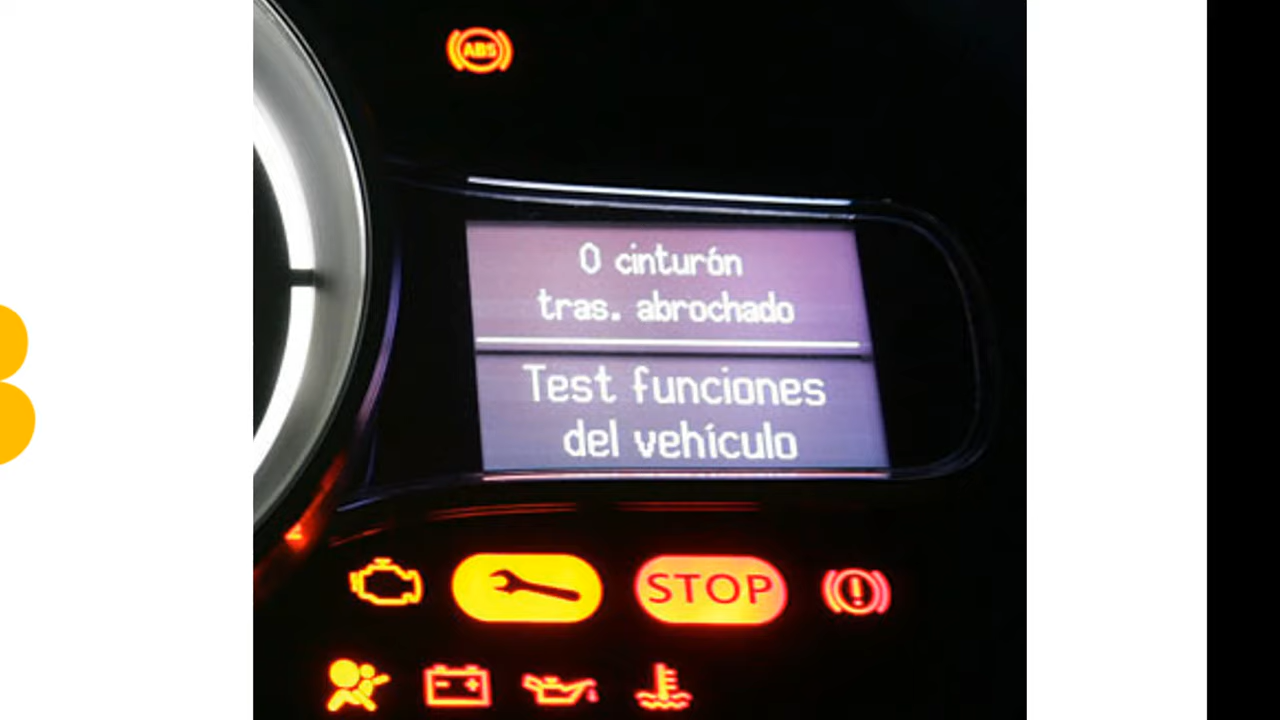 ABS
0 cinturón
tras. abrochado
Test funciones
del vehículo
STOP